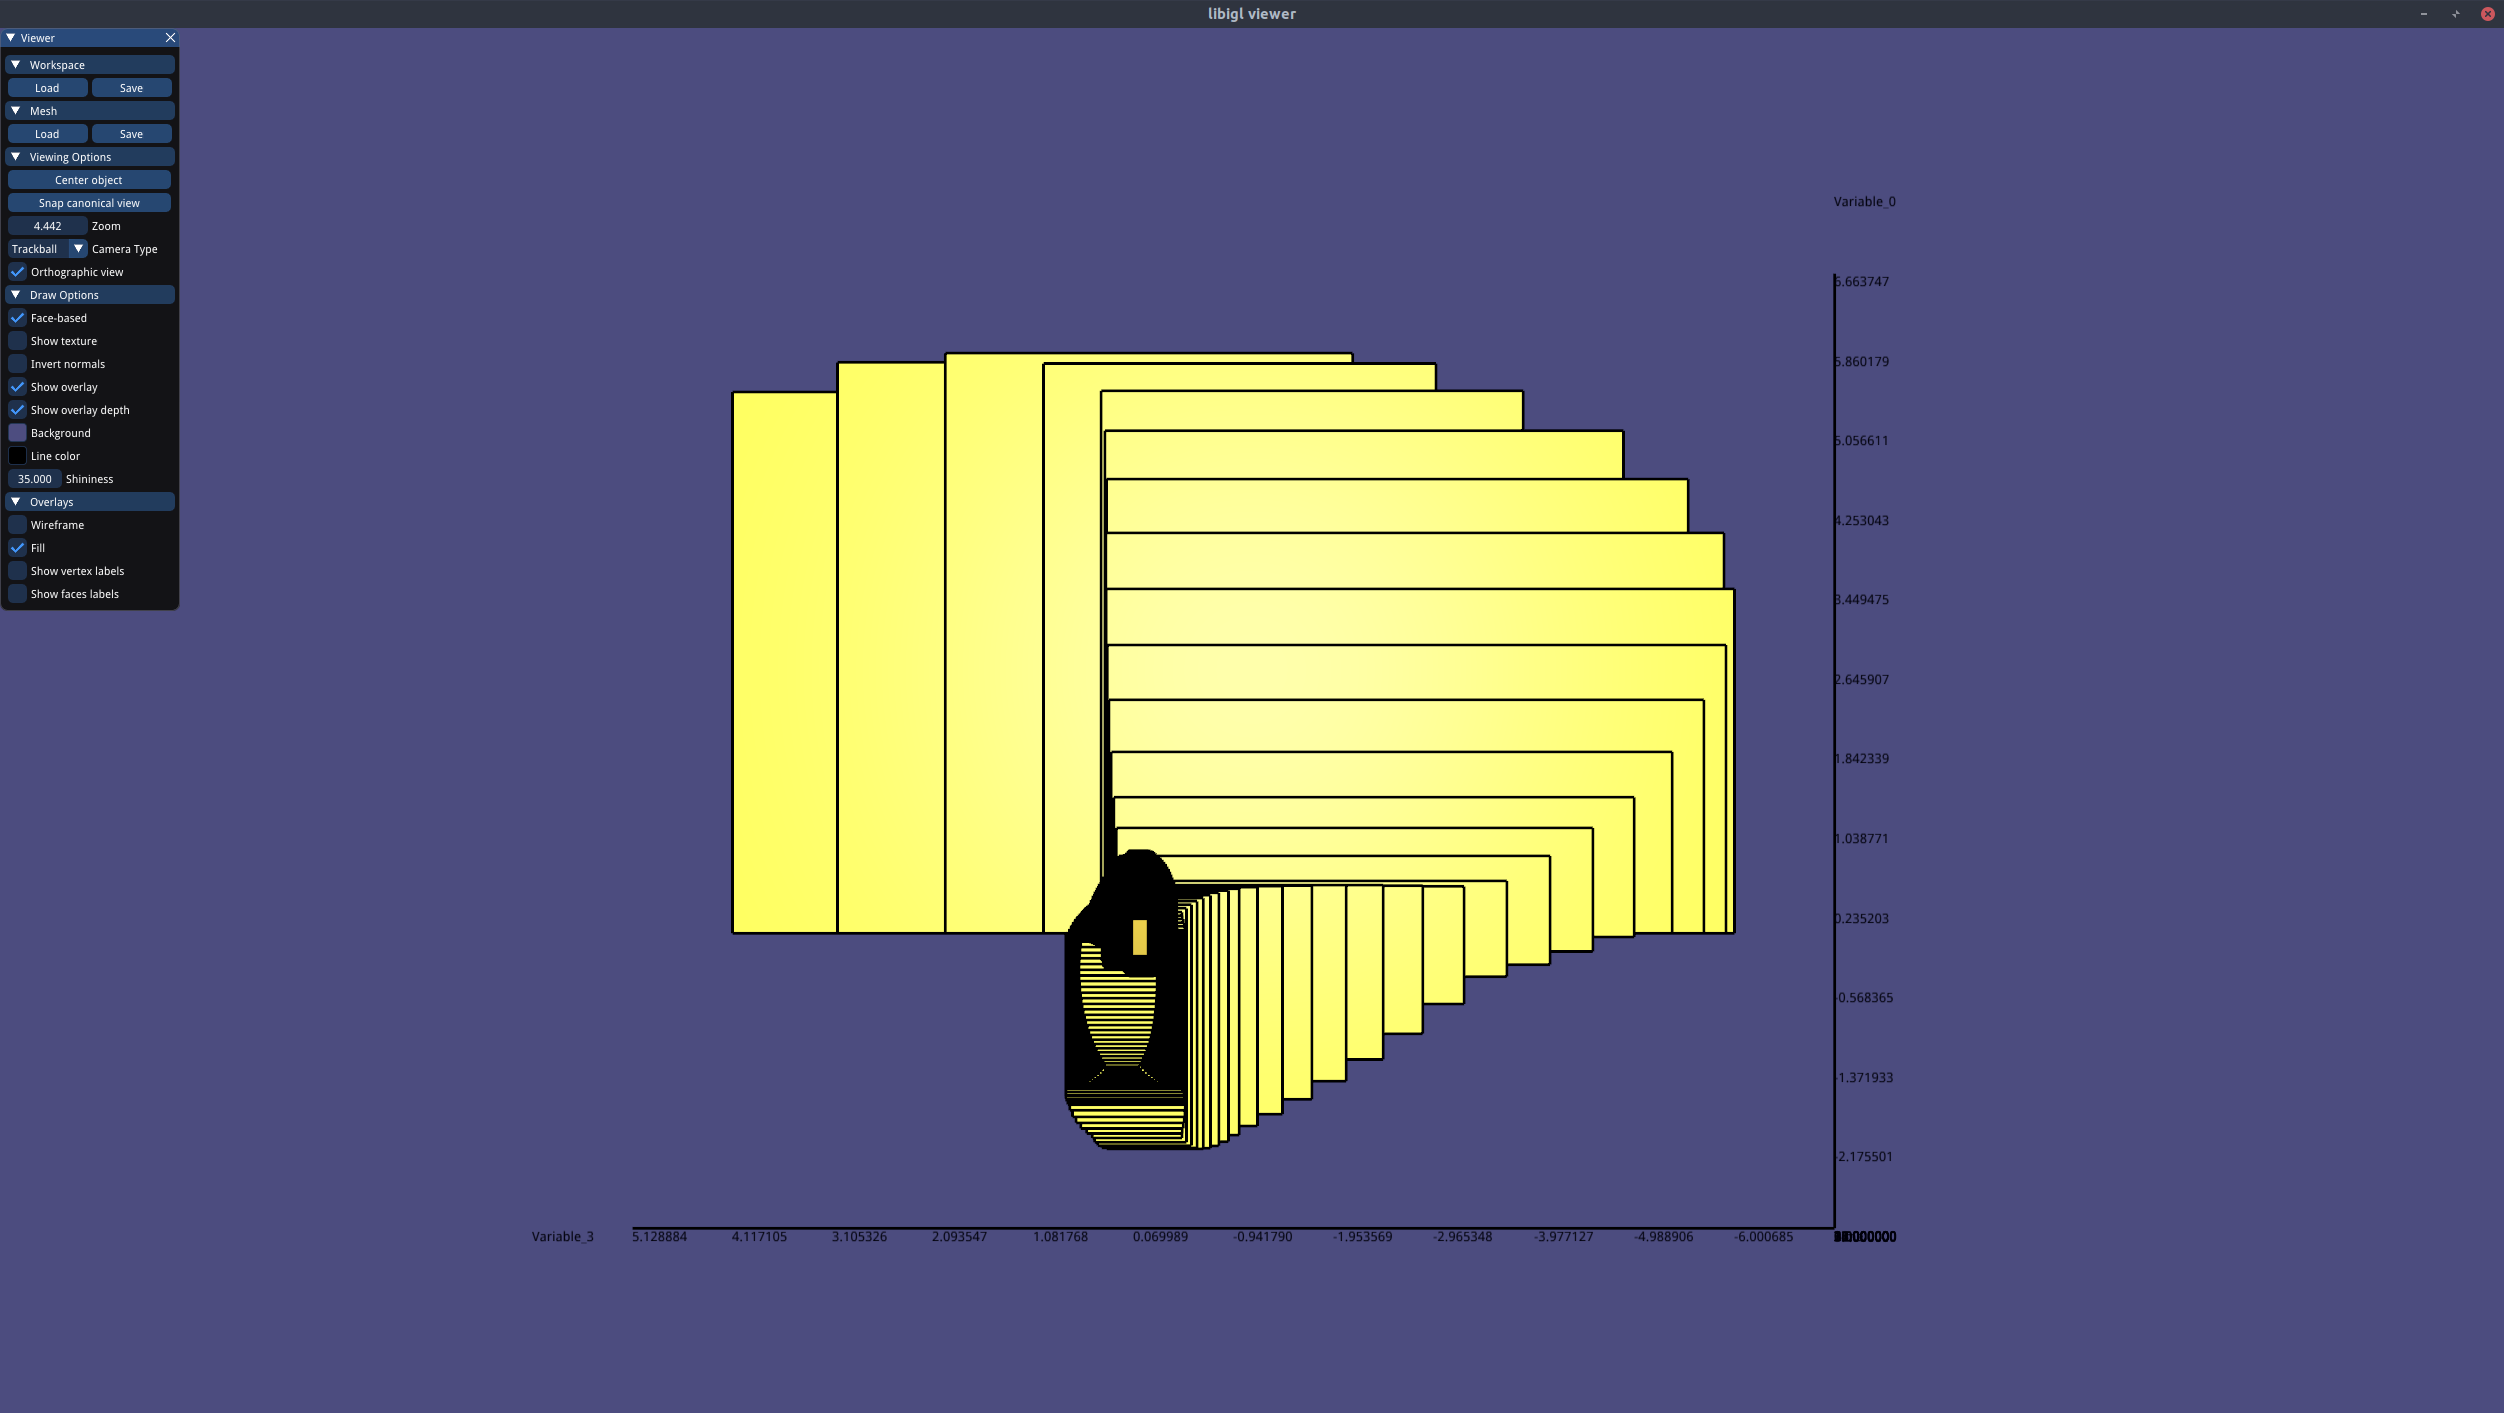 libigl viewer
Viewer
Workspace
Load Save
Mesh
Load Save
Viewing Options
Center object
Snap canonical view
4.442 Zoom
Trackball Camera Type
Orthographic view
Draw Options
Face-based
Show texture
Invert normals
Show overlay
Show overlay depth
Background
Line color
35.000 Shininess
Overlays
Wireframe
Fill
Show vertex labels
Show faces labels
Variable_0
6.663747
5.860179
5.056611
4.253043
3.449475
2.645907
1.842339
1.038771
0.235203
-0.568365
-1.371933
-2.175501
Variable_3 5.128884 4.117105 3.105326 2.093547 1.081768 0.069989 -0.941790 -1.953569 -2.965348 -3.977127 -4.988906 -6.000685